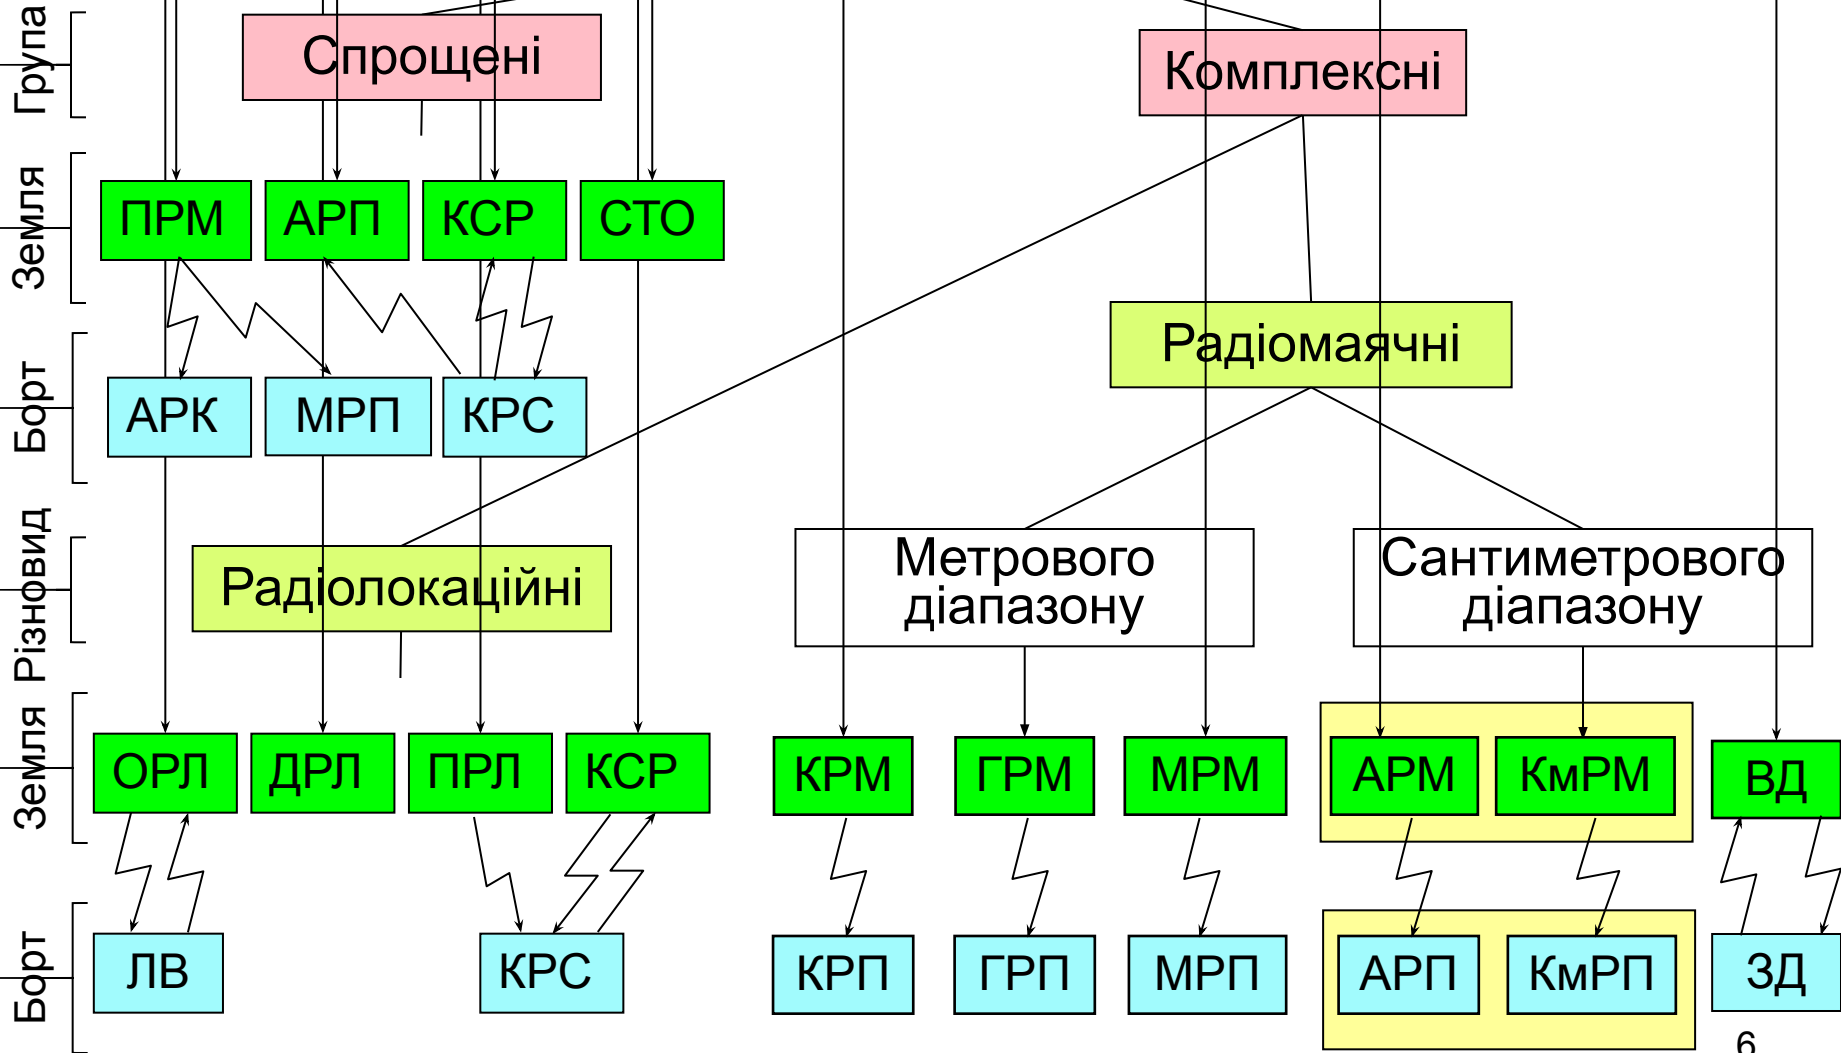 Група
Спрощені
Комплексні
Земля
ПРМ
АРП
КСР
СТО
Радіомаячні
Борт
АРК
МРП
КРС
Різновид
Радіолокаційні
Метрового
діапазону
Сантиметрового
діапазону
Земля
ОРЛ
ДРЛ
ПРЛ
КСР
КРМ
ГРМ
МРМ
АРМ
КмРМ
ВД
Борт
ЛВ
КРС
КРП
ГРП
МРП
АРП
КмРП
ЗД
6